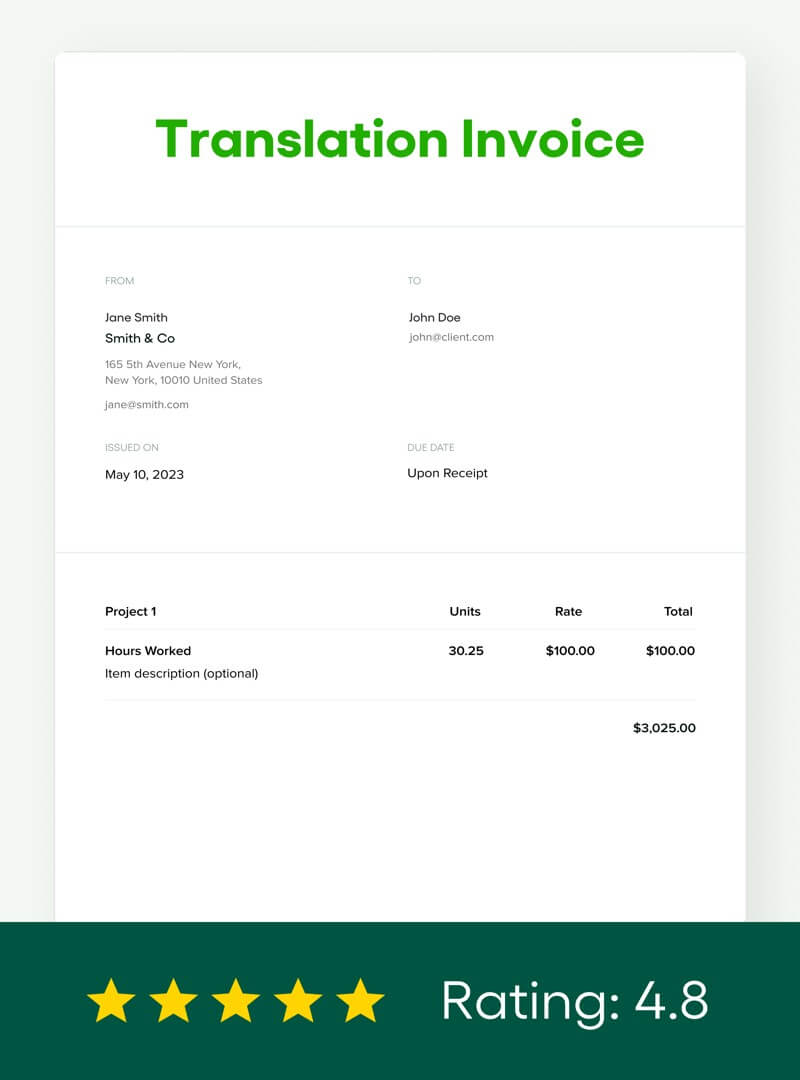 Translation Invoice
FROM
TO
Jane Smith
John Doe
Smith & Co
john@client.com
165 5th Avenue New York,
New York, 10010 United States
jane@smith.com
ISSUED ON
DUE DATE
May 10, 2023
Upon Receipt
Project 1 Units Rate Total
Hours Worked 30.25 $100.00 $100.00
Item description (optional)
$3,025.00
Rating: 4.8